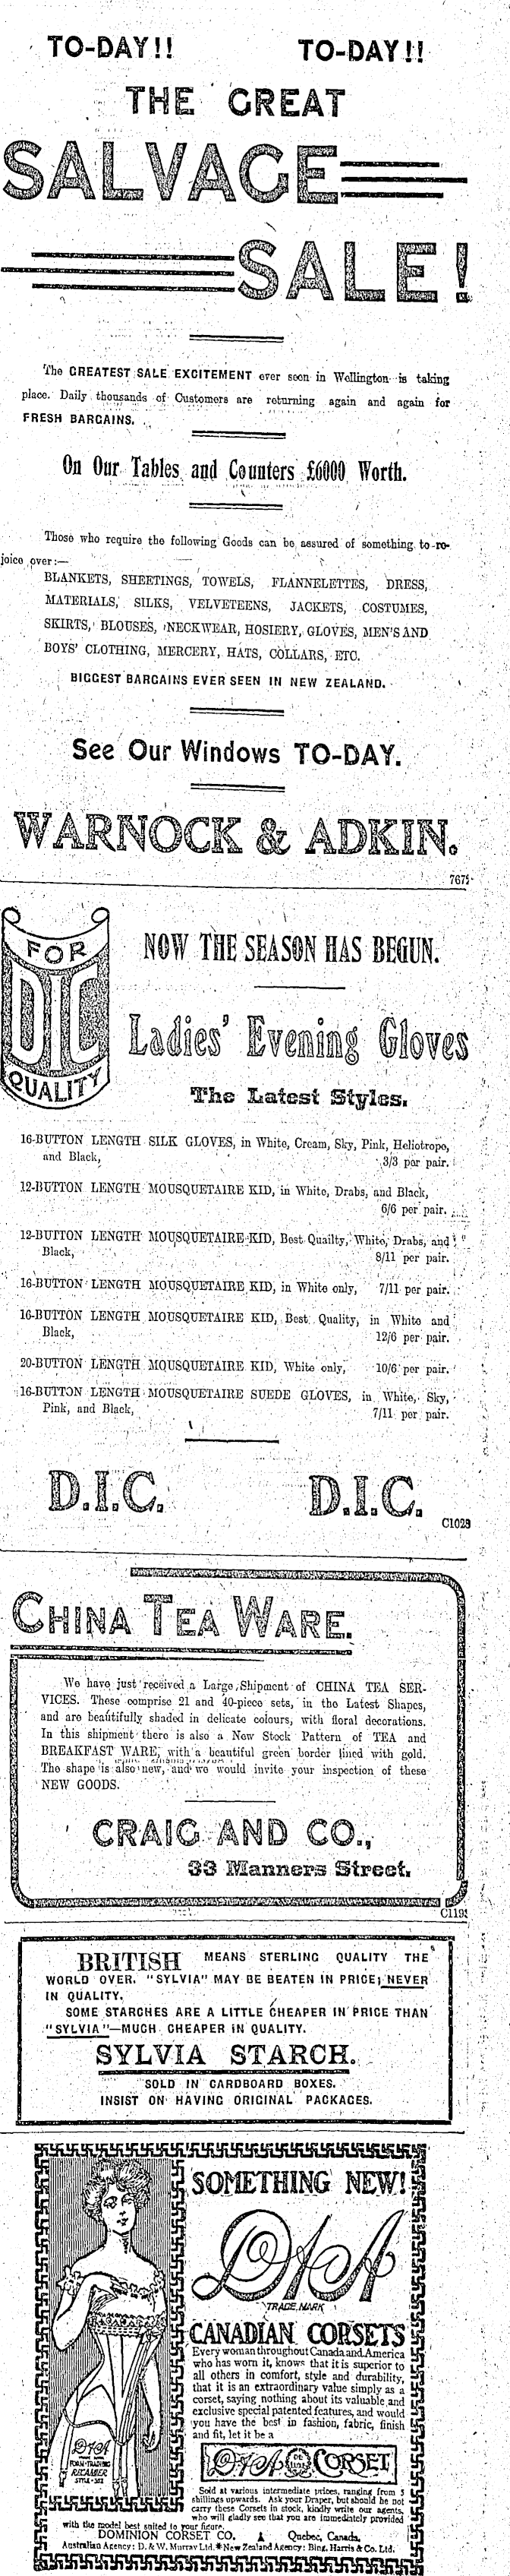 TO-DAY!! TO-DAY!!
THE GREAT
SALVAGE
SALE!
The GREATEST SALE EXCITEMENT ever seen in Wellington is taking
place. Daily thousands of Customers are returning again and again for
FRESH BARGAINS.
On Our Tables and Counters £6000 Worth.
Those who require the following Goods can be assured of something to re-
joice over:—
BLANKETS, SHEETINGS, TOWELS, FLANNELETTES, DRESS,
MATERIALS, SILKS, VELVETEENS, JACKETS, COSTUMES,
SKIRTS, BLOUSES, NECKWEAR, HOSIERY, GLOVES, MEN'S AND
BOYS' CLOTHING, MERCERY, HATS, COLLARS, ETC.
BIGGEST BARGAINS EVER SEEN IN NEW ZEALAND.
See Our Windows TO-DAY.
WARNOCK & ADKIN.
FOR
DIC
QUALITY
NOW THE SEASON HAS BEGUN.
Ladies' Evening Gloves
The Latest Styles.
16-BUTTON LENGTH SILK GLOVES, in White, Cream, Sky, Pink, Heliotrope,
and Black, 3/3 per pair.
12-BUTTON LENGTH MOUSQUETAIRE KID, in White, Drabs, and Black,
6/6 per pair.
12-BUTTON LENGTH MOUSQUETAIRE KID, Best Quailty, White, Drabs, and
Black, 8/11 per pair.
16-BUTTON LENGTH MOUSQUETAIRE KID, in White only, 7/11 per pair.
16-BUTTON LENGTH MOUSQUETAIRE KID, Best Quality, in White and
Black, 12/6 per pair.
20-BUTTON LENGTH MOUSQUETAIRE KID, White only, 10/6 per pair.
16-BUTTON LENGTH MOUSQUETAIRE SUEDE GLOVES, in White, Sky,
Pink, and Black, 7/11 per pair.
D.I.C. D.I.C.
C1023
CHINA TEA WARE.
We have just received a Large Shipment of CHINA TEA SER-
VICES. These comprise 21 and 40-piece sets, in the Latest Shapes,
and are beautifully shaded in delicate colours, with floral decorations.
In this shipment there is also a New Stock Pattern of TEA and
BREAKFAST WARE, with a beautiful green border lined with gold.
The shape is also new, and we would invite your inspection of these
NEW GOODS.
CRAIG AND CO.,
33 Manners Street.
BRITISH MEANS STERLING QUALITY THE
WORLD OVER. "SYLVIA" MAY BE BEATEN IN PRICE; NEVER
IN QUALITY.
SOME STARCHES ARE A LITTLE CHEAPER IN PRICE THAN
"SYLVIA"—MUCH CHEAPER IN QUALITY.
SYLVIA STARCH.
SOLD IN CARDBOARD BOXES.
INSIST ON HAVING ORIGINAL PACKAGES.
SOMETHING NEW!
D&A
TRADE MARK
CANADIAN CORSETS
Every woman throughout Canada and America
who has worn it, knows that it is superior to
all others in comfort, style and durability,
that it is an extraordinary value simply as a
corset, saying nothing about its valuable and
exclusive special patented features, and would
you have the best in fashion, fabric, finish
and fit, let it be a
D&A CORSET
D&A
RECAMIER
Sold at various intermediate prices, ranging from 5
shillings upwards. Ask your Draper, but should he not
carry these Corsets in stock, kindly write our agents,
who will gladly see that you are immediately provided
with the model best suited to your figure.
DOMINION CORSET CO. Quebec, Canada.
Australian Agency: D. & W. Murray Ltd. New Zealand Agency: Bing, Harris & Co. Ltd.